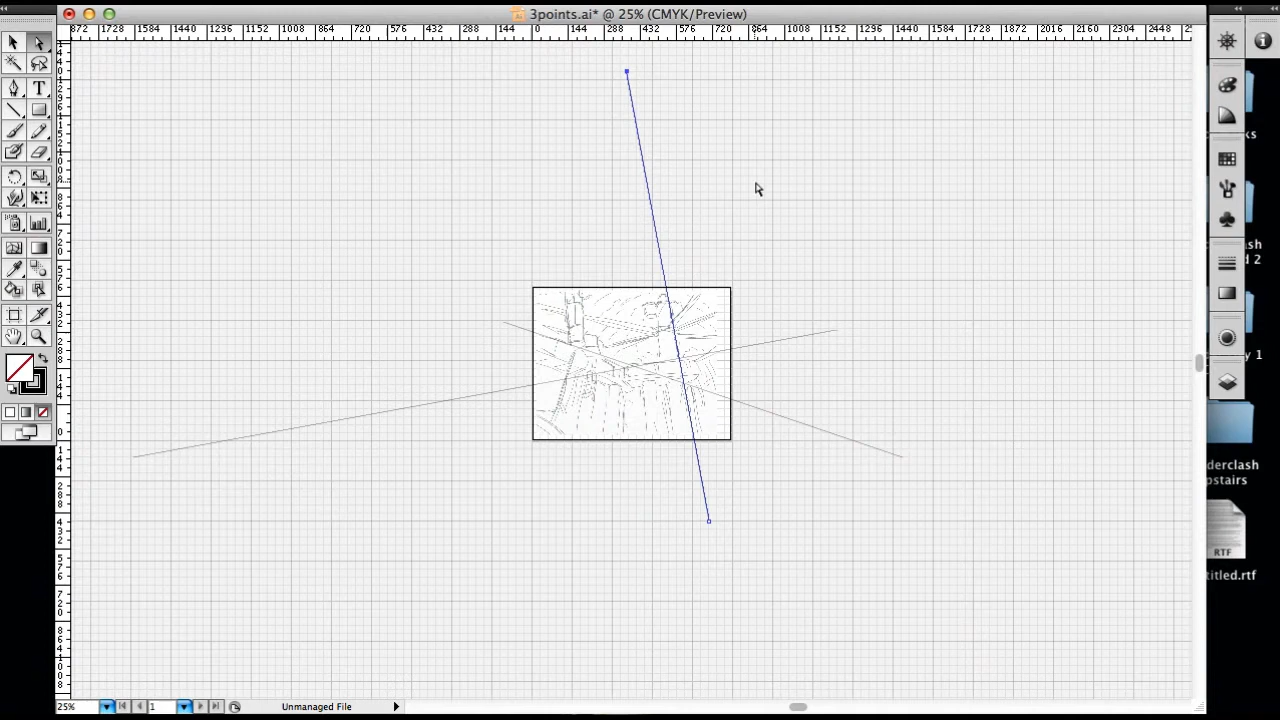 3points.ai* @ 25% (CMYK/Preview)
872 1728 1584 1440 1296 1152 1008 864 720 576 432 288 144 0 144 288 432 576 720 864 1008 1152 1296 1440 1584 1728 1872 2016 2160 2304 2448
T
ks
ash
d 2
y 1
derclash
pstairs
RTF
titled.rtf
25%
1
Unmanaged File